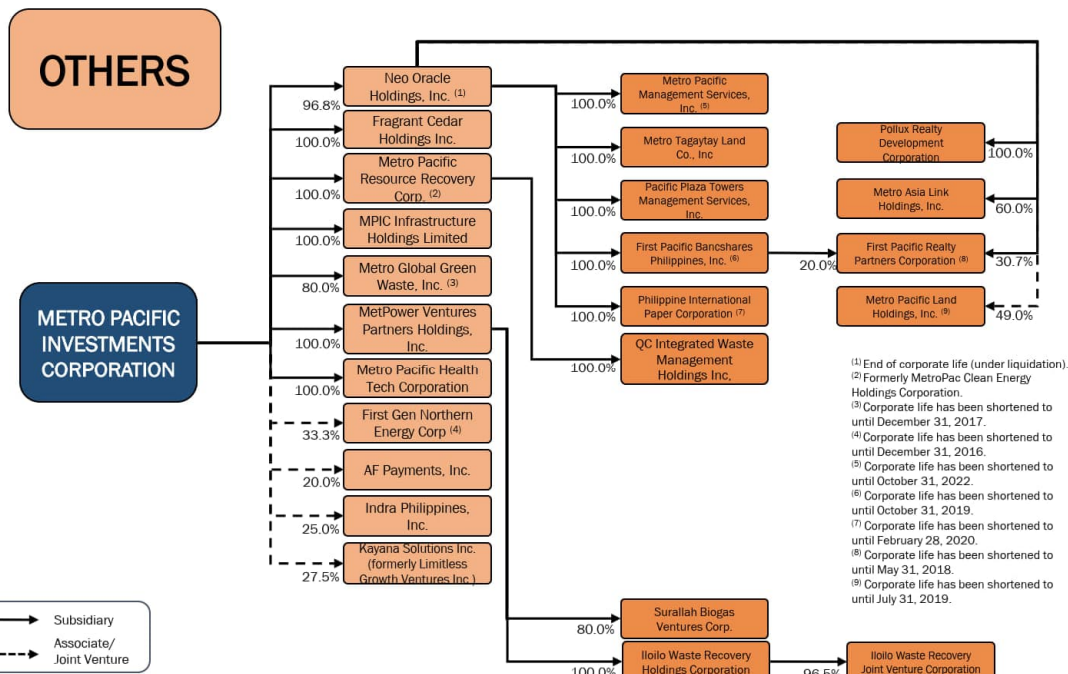 OTHERS
METRO PACIFIC
INVESTMENTS
CORPORATION
96.8%
Neo Oracle
Holdings, Inc. (1)
100.0%
Fragrant Cedar
Holdings Inc.
100.0%
Metro Pacific
Resource Recovery
Corp. (2)
100.0%
MPIC Infrastructure
Holdings Limited
80.0%
Metro Global Green
Waste, Inc. (3)
100.0%
MetPower Ventures
Partners Holdings,
Inc.
100.0%
Metro Pacific Health
Tech Corporation
33.3%
First Gen Northern
Energy Corp (4)
20.0%
AF Payments, Inc.
25.0%
Indra Philippines,
Inc.
27.5%
Kayana Solutions Inc.
(formerly Limitless
Growth Ventures Inc.)
100.0%
Metro Pacific
Management Services,
Inc. (5)
100.0%
Metro Tagaytay Land
Co., Inc
100.0%
Pacific Plaza Towers
Management Services,
Inc.
100.0%
First Pacific Bancshares
Philippines, Inc. (6)
100.0%
Philippine International
Paper Corporation (7)
100.0%
QC Integrated Waste
Management
Holdings Inc,
80.0%
Surallah Biogas
Ventures Corp.
100.0%
Iloilo Waste Recovery
Holdings Corporation
96.5%
Iloilo Waste Recovery
Joint Venture Corporation
Pollux Realty
Development
Corporation
100.0%
Metro Asia Link
Holdings, Inc.
60.0%
20.0%
First Pacific Realty
Partners Corporation (8)
30.7%
Metro Pacific Land
Holdings, Inc. (9)
49.0%
(1) End of corporate life (under liquidation).
(2) Formerly MetroPac Clean Energy
Holdings Corporation.
(3) Corporate life has been shortened to
until December 31, 2017.
(4) Corporate life has been shortened to
until December 31, 2016.
(5) Corporate life has been shortened to
until October 31, 2022.
(6) Corporate life has been shortened to
until October 31, 2019.
(7) Corporate life has been shortened to
until February 28, 2020.
(8) Corporate life has been shortened to
until May 31, 2018.
(9) Corporate life has been shortened to
until July 31, 2019.
Subsidiary
Associate/
Joint Venture